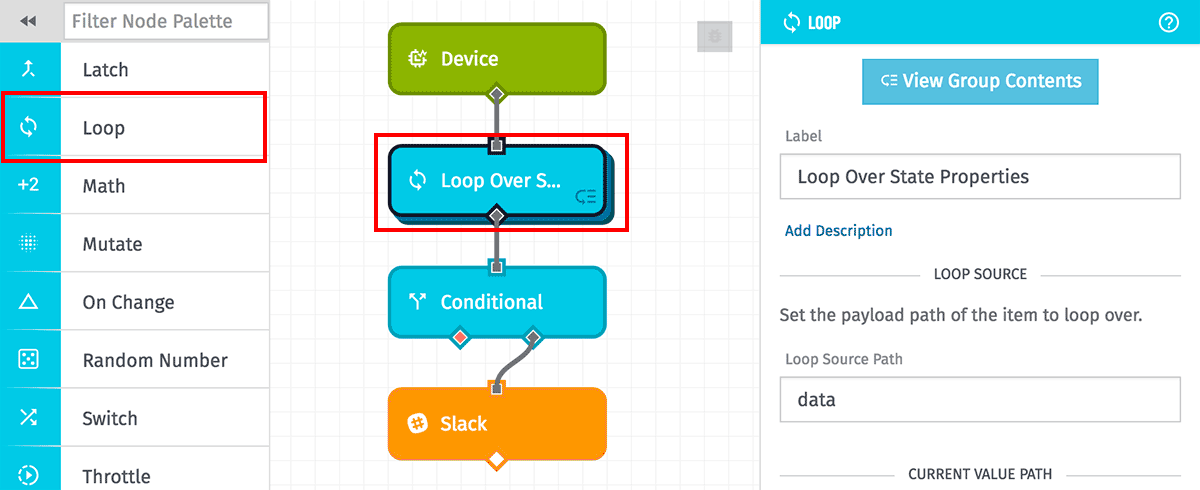 Filter Node Palette
Latch
Loop
+2 Math
Mutate
On Change
Random Number
Switch
Throttle
Device
Loop Over S...
Conditional
Slack
LOOP
View Group Contents
Label
Loop Over State Properties
Add Description
LOOP SOURCE
Set the payload path of the item to loop over.
Loop Source Path
data
CURRENT VALUE PATH